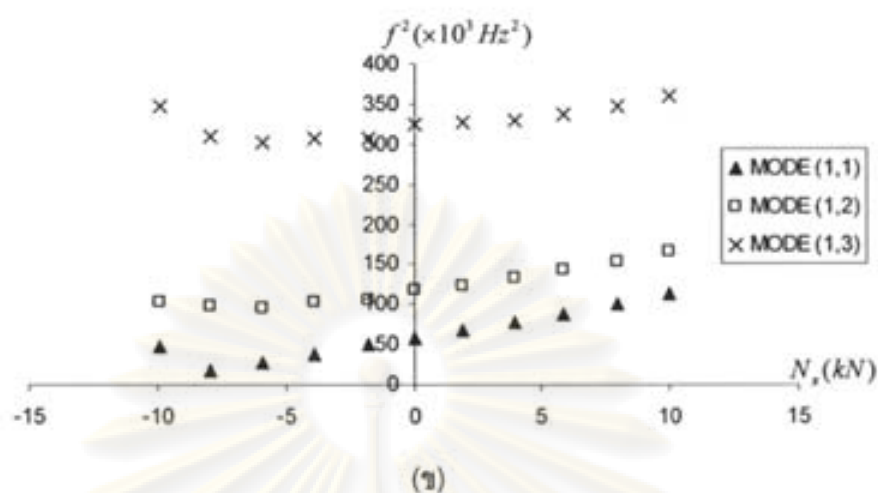 f²(×10³ Hz²)
400
350
300
250
200
150
100
50
0
-15 -10 -5 0 5 10 15
Nₓ(kN)
MODE (1,1)
MODE (1,2)
MODE (1,3)
(ข)